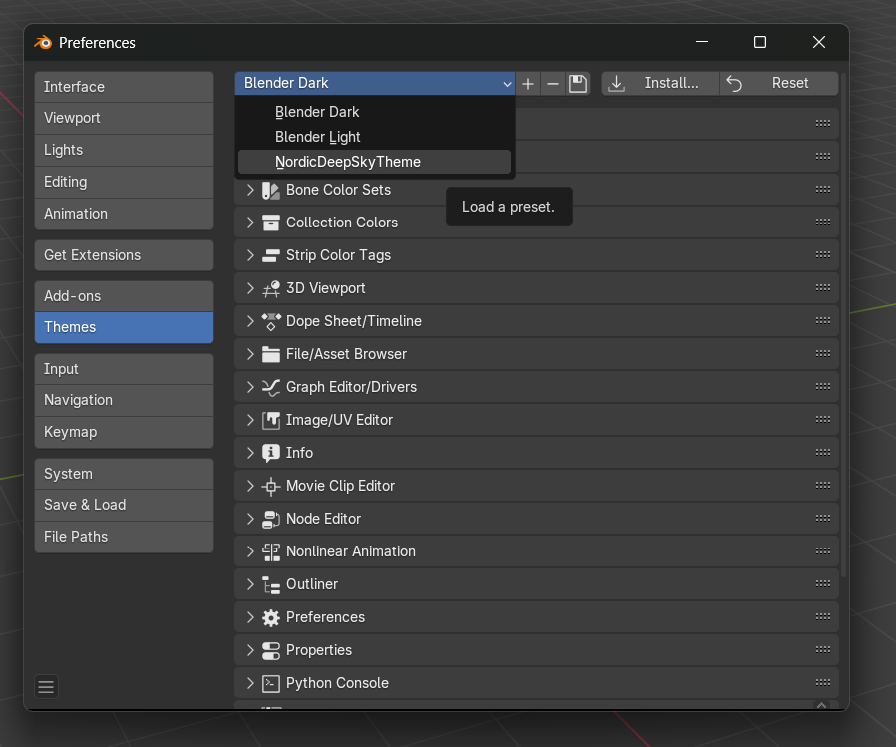 Preferences
Interface
Viewport
Lights
Editing
Animation
Get Extensions
Add-ons
Themes
Input
Navigation
Keymap
System
Save & Load
File Paths
Blender Dark
Install...
Reset
Blender Dark
Blender Light
NordicDeepSkyTheme
Load a preset.
Bone Color Sets
Collection Colors
Strip Color Tags
3D Viewport
Dope Sheet/Timeline
File/Asset Browser
Graph Editor/Drivers
Image/UV Editor
Info
Movie Clip Editor
Node Editor
Nonlinear Animation
Outliner
Preferences
Properties
Python Console